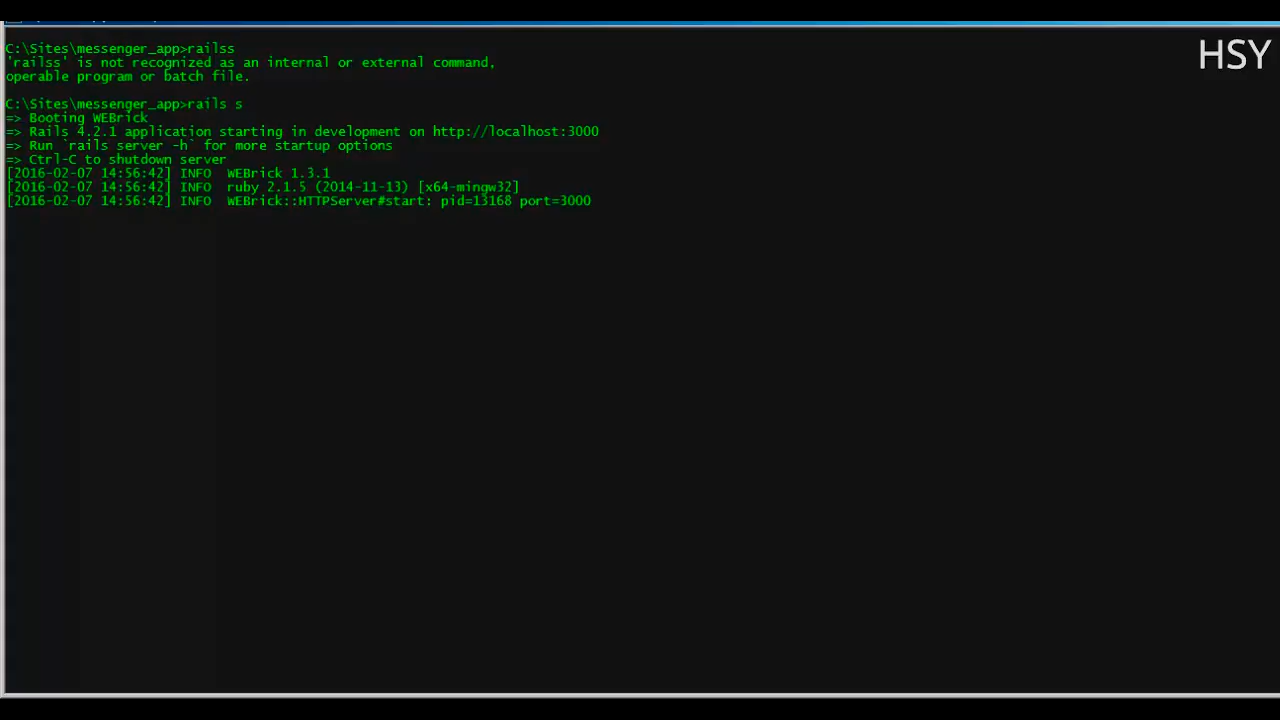 C:\Sites\messenger_app>railss
HSY
'railss' is not recognized as an internal or external command,
operable program or batch file.
C:\Sites\messenger_app>rails s
=> Booting WEBrick
=> Rails 4.2.1 application starting in development on http://localhost:3000
=> Run `rails server -h` for more startup options
=> Ctrl-C to shutdown server
[2016-02-07 14:56:42] INFO  WEBrick 1.3.1
[2016-02-07 14:56:42] INFO  ruby 2.1.5 (2014-11-13) [x64-mingw32]
[2016-02-07 14:56:42] INFO  WEBrick::HTTPServer#start: pid=13168 port=3000